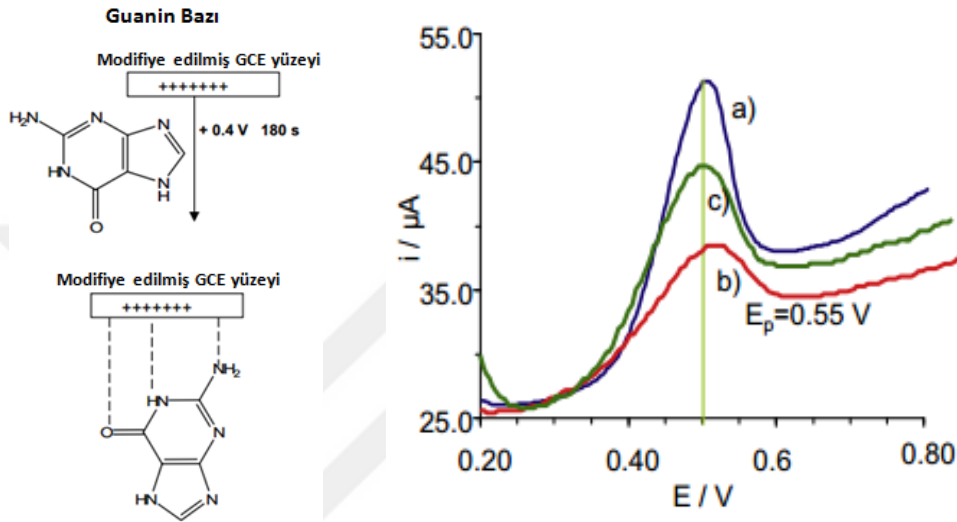 Guanin Bazı
Modifiye edilmiş GCE yüzeyi
+++++++
+ 0.4 V 180 s
H₂N
N
N
HN
N
H
O
Modifiye edilmiş GCE yüzeyi
+++++++
NH₂
HN
O
N
HN
N
55.0
45.0
35.0
25.0
i / µA
a)
c)
b)
Eₚ=0.55 V
0.20
0.40
0.6
0.80
E / V